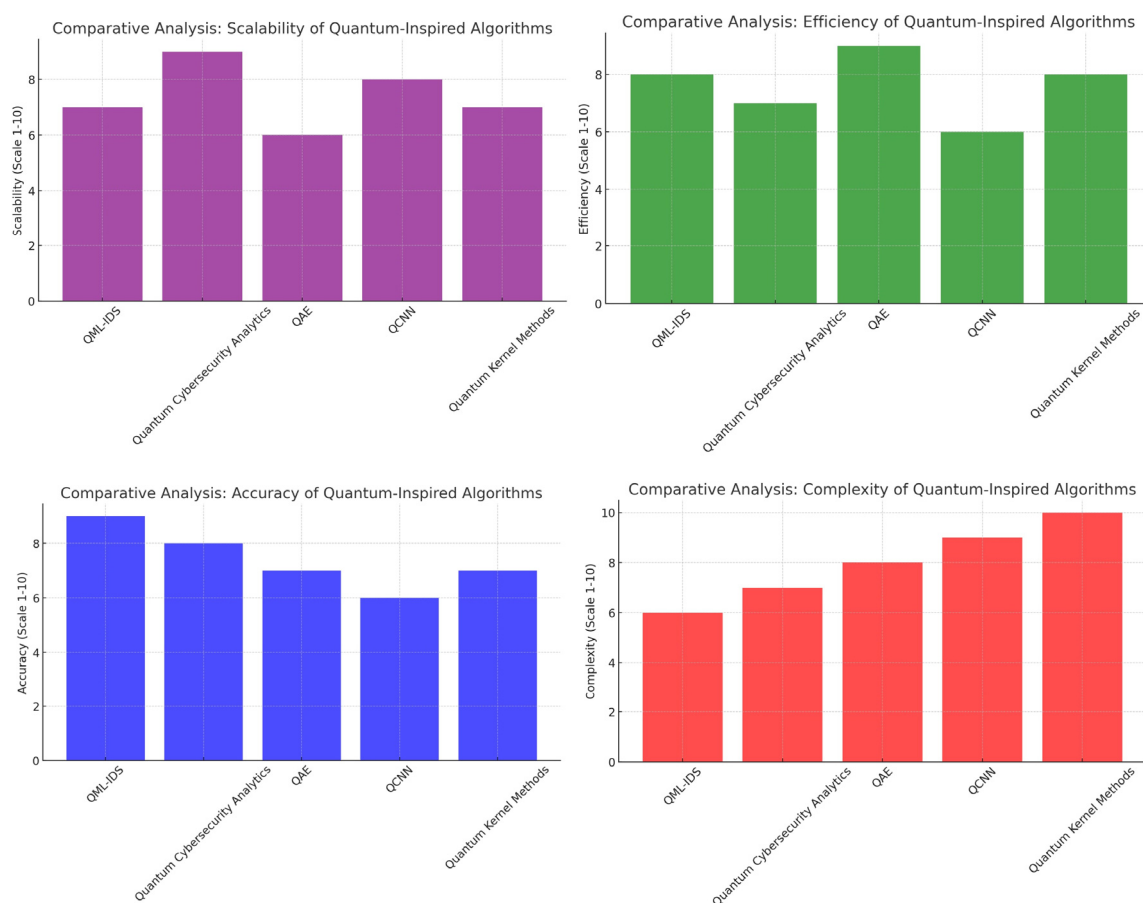 Comparative Analysis: Scalability of Quantum-Inspired Algorithms
Scalability (Scale 1-10)
8
6
4
2
0
QML-IDS
Quantum Cybersecurity Analytics
QAE
QCNN
Quantum Kernel Methods
Comparative Analysis: Efficiency of Quantum-Inspired Algorithms
Efficiency (Scale 1-10)
8
6
4
2
0
QML-IDS
Quantum Cybersecurity Analytics
QAE
QCNN
Quantum Kernel Methods
Comparative Analysis: Accuracy of Quantum-Inspired Algorithms
Accuracy (Scale 1-10)
8
6
4
2
0
QML-IDS
Quantum Cybersecurity Analytics
QAE
QCNN
Quantum Kernel Methods
Comparative Analysis: Complexity of Quantum-Inspired Algorithms
Complexity (Scale 1-10)
10
8
6
4
2
0
QML-IDS
Quantum Cybersecurity Analytics
QAE
QCNN
Quantum Kernel Methods